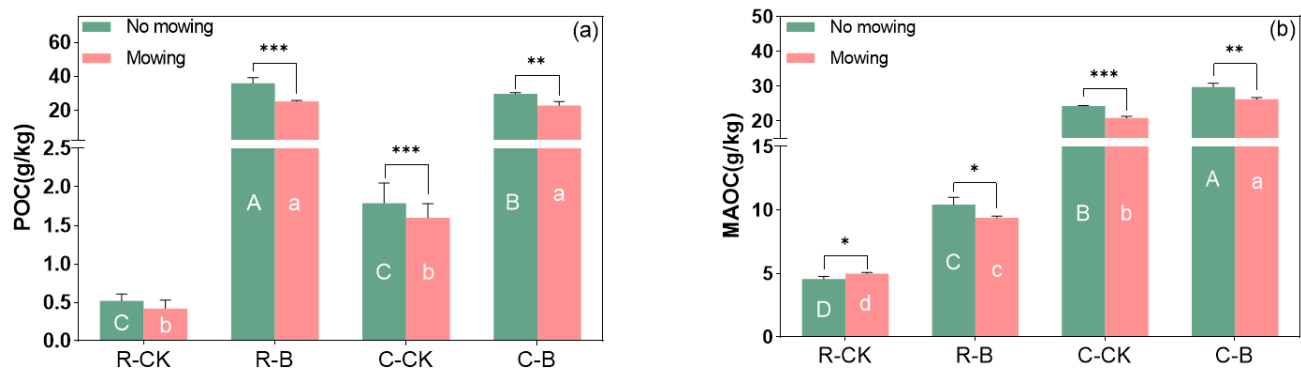 No mowing
Mowing
(a)
POC(g/kg)
60
40
20
2.5
2.0
1.5
1.0
0.5
0.0
***
**
***
A
a
B
a
C
b
C
b
R-CK
R-B
C-CK
C-B
No mowing
Mowing
(b)
MAOC(g/kg)
50
40
30
20
15
10
5
0
***
**
*
*
A
a
B
b
C
c
D
d
R-CK
R-B
C-CK
C-B